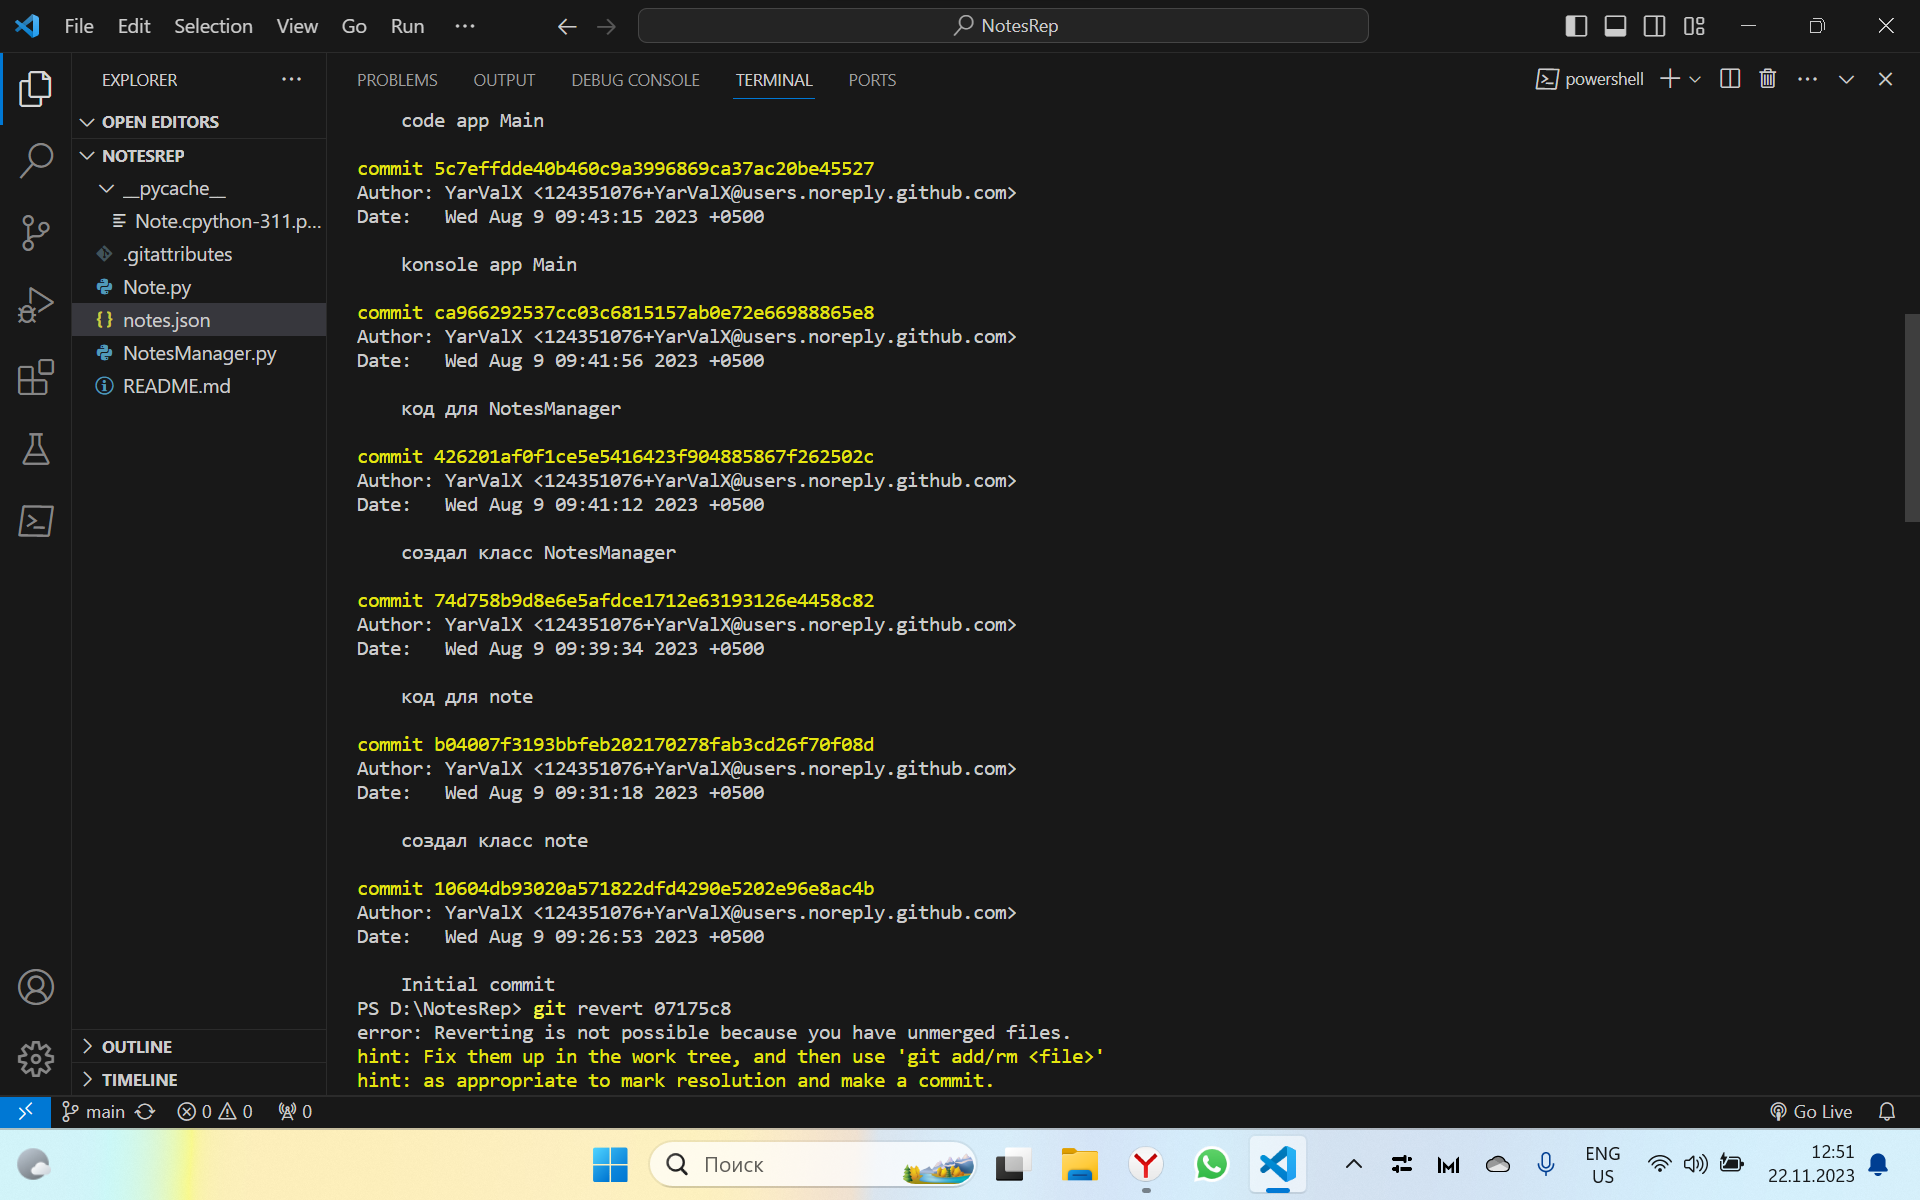 File Edit Selection View Go Run ···
NotesRep
EXPLORER
OPEN EDITORS
NOTESREP
__pycache__
Note.cpython-311.p...
.gitattributes
Note.py
notes.json
NotesManager.py
README.md
OUTLINE
TIMELINE
PROBLEMS OUTPUT DEBUG CONSOLE TERMINAL PORTS
powershell
code app Main
commit 5c7effdde40b460c9a3996869ca37ac20be45527
Author: YarValX <124351076+YarValX@users.noreply.github.com>
Date:   Wed Aug 9 09:43:15 2023 +0500
konsole app Main
commit ca966292537cc03c6815157ab0e72e66988865e8
Author: YarValX <124351076+YarValX@users.noreply.github.com>
Date:   Wed Aug 9 09:41:56 2023 +0500
код для NotesManager
commit 426201af0f1ce5e5416423f904885867f262502c
Author: YarValX <124351076+YarValX@users.noreply.github.com>
Date:   Wed Aug 9 09:41:12 2023 +0500
создал класс NotesManager
commit 74d758b9d8e6e5afdce1712e63193126e4458c82
Author: YarValX <124351076+YarValX@users.noreply.github.com>
Date:   Wed Aug 9 09:39:34 2023 +0500
код для note
commit b04007f3193bbfeb202170278fab3cd26f70f08d
Author: YarValX <124351076+YarValX@users.noreply.github.com>
Date:   Wed Aug 9 09:31:18 2023 +0500
создал класс note
commit 10604db93020a571822dfd4290e5202e96e8ac4b
Author: YarValX <124351076+YarValX@users.noreply.github.com>
Date:   Wed Aug 9 09:26:53 2023 +0500
Initial commit
PS D:\NotesRep> git revert 07175c8
error: Reverting is not possible because you have unmerged files.
hint: Fix them up in the work tree, and then use 'git add/rm <file>'
hint: as appropriate to mark resolution and make a commit.
main 0 0 0
Go Live
Поиск
ENG
US
12:51
22.11.2023